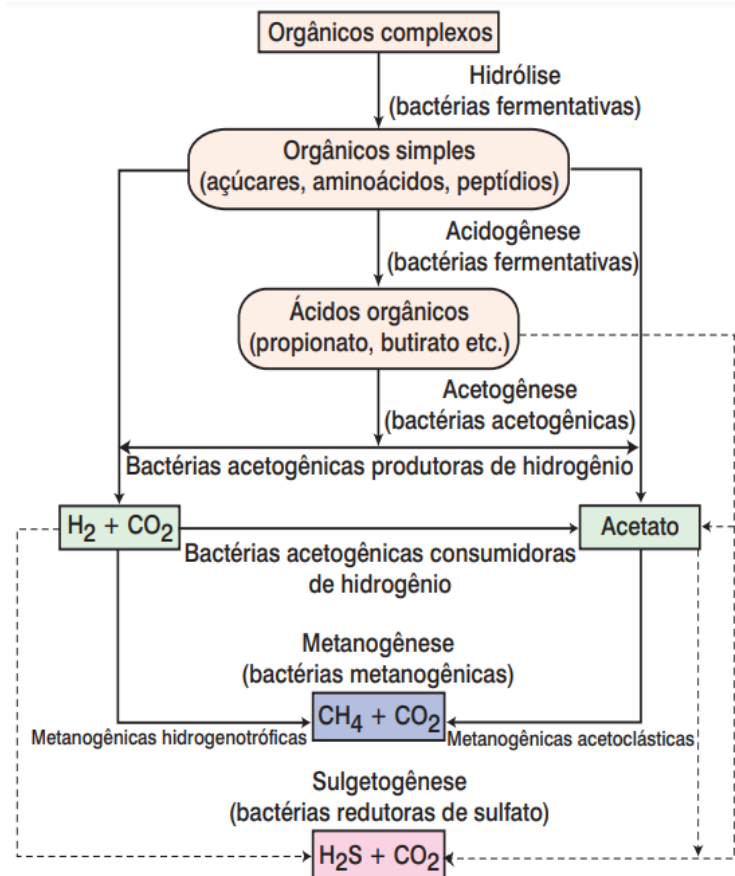 Orgânicos complexos
Hidrólise
(bactérias fermentativas)
Orgânicos simples
(açúcares, aminoácidos, peptídios)
Acidogênese
(bactérias fermentativas)
Ácidos orgânicos
(propionato, butirato etc.)
Acetogênese
(bactérias acetogênicas)
Bactérias acetogênicas produtoras de hidrogênio
H₂ + CO₂
Acetato
Bactérias acetogênicas consumidoras
de hidrogênio
Metanogênese
(bactérias metanogênicas)
CH₄ + CO₂
Metanogênicas hidrogenotróficas
Metanogênicas acetoclásticas
Sulgetogênese
(bactérias redutoras de sulfato)
H₂S + CO₂